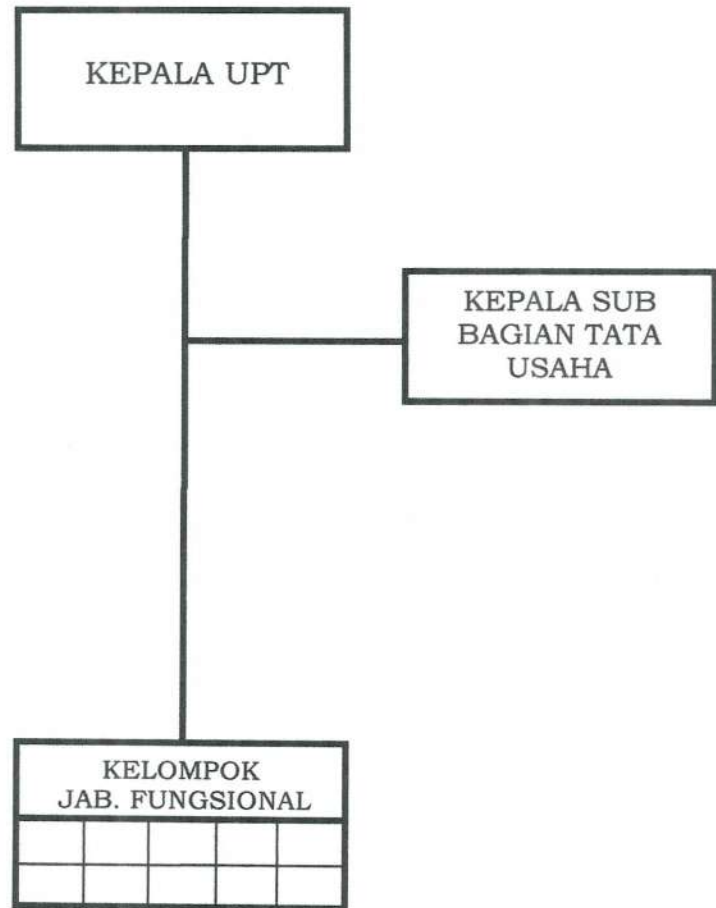 KEPALA UPT
KEPALA SUB
BAGIAN TATA
USAHA
KELOMPOK
JAB. FUNGSIONAL